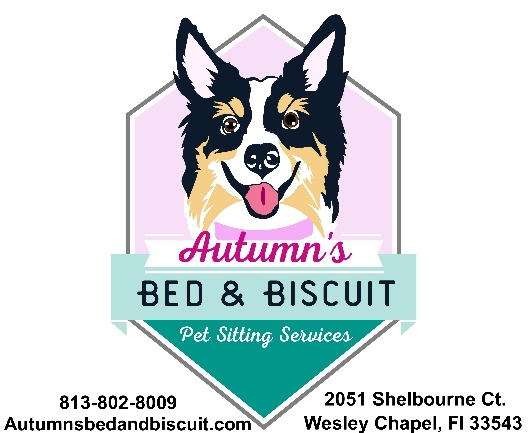 Autumn's
BED & BISCUIT
Pet Sitting Services
813-802-8009
Autumnsbedandbiscuit.com
2051 Shelbourne Ct.
Wesley Chapel, Fl 33543